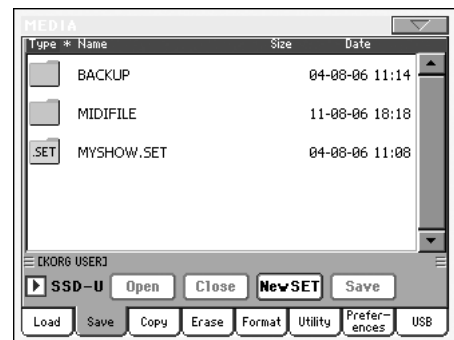 MEDIA
Type * Name Size Date
BACKUP 04-08-06 11:14
MIDIFILE 11-08-06 18:18
.SET MYSHOW.SET 04-08-06 11:08
[KORG USER]
SSD-U Open Close New SET Save
Load Save Copy Erase Format Utility Prefer-
ences USB